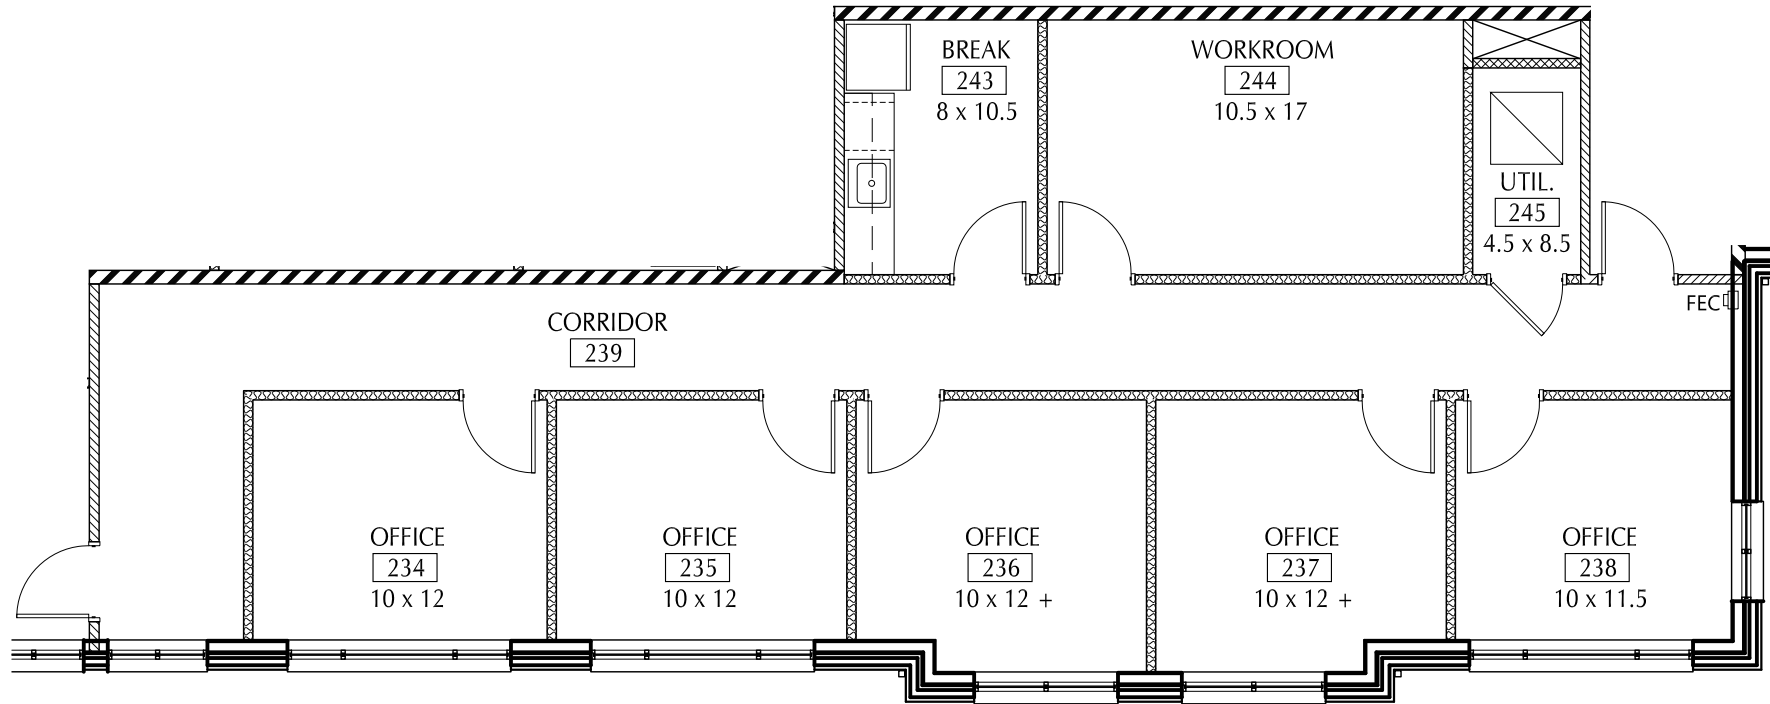 BREAK
243
8 x 10.5
WORKROOM
244
10.5 x 17
UTIL.
245
4.5 x 8.5
FEC
CORRIDOR
239
OFFICE
234
10 x 12
OFFICE
235
10 x 12
OFFICE
236
10 x 12 +
OFFICE
237
10 x 12 +
OFFICE
238
10 x 11.5